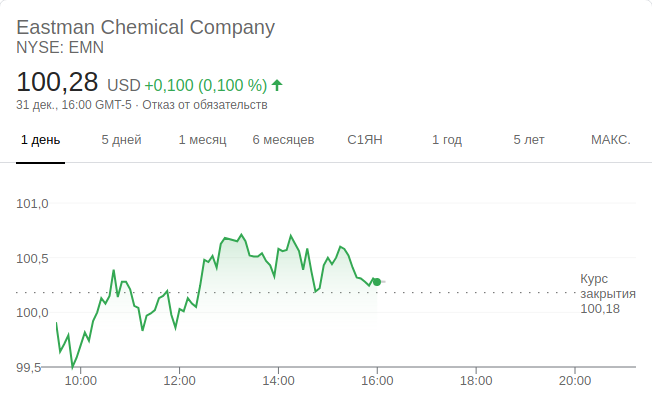 Eastman Chemical Company
NYSE: EMN
100,28 USD +0,100 (0,100 %)
31 дек., 16:00 GMT-5 · Отказ от обязательств
1 день 5 дней 1 месяц 6 месяцев С1ЯН 1 год 5 лет МАКС.
101,0
100,5
Курс
закрытия
100,18
100,0
99,5
10:00 12:00 14:00 16:00 18:00 20:00